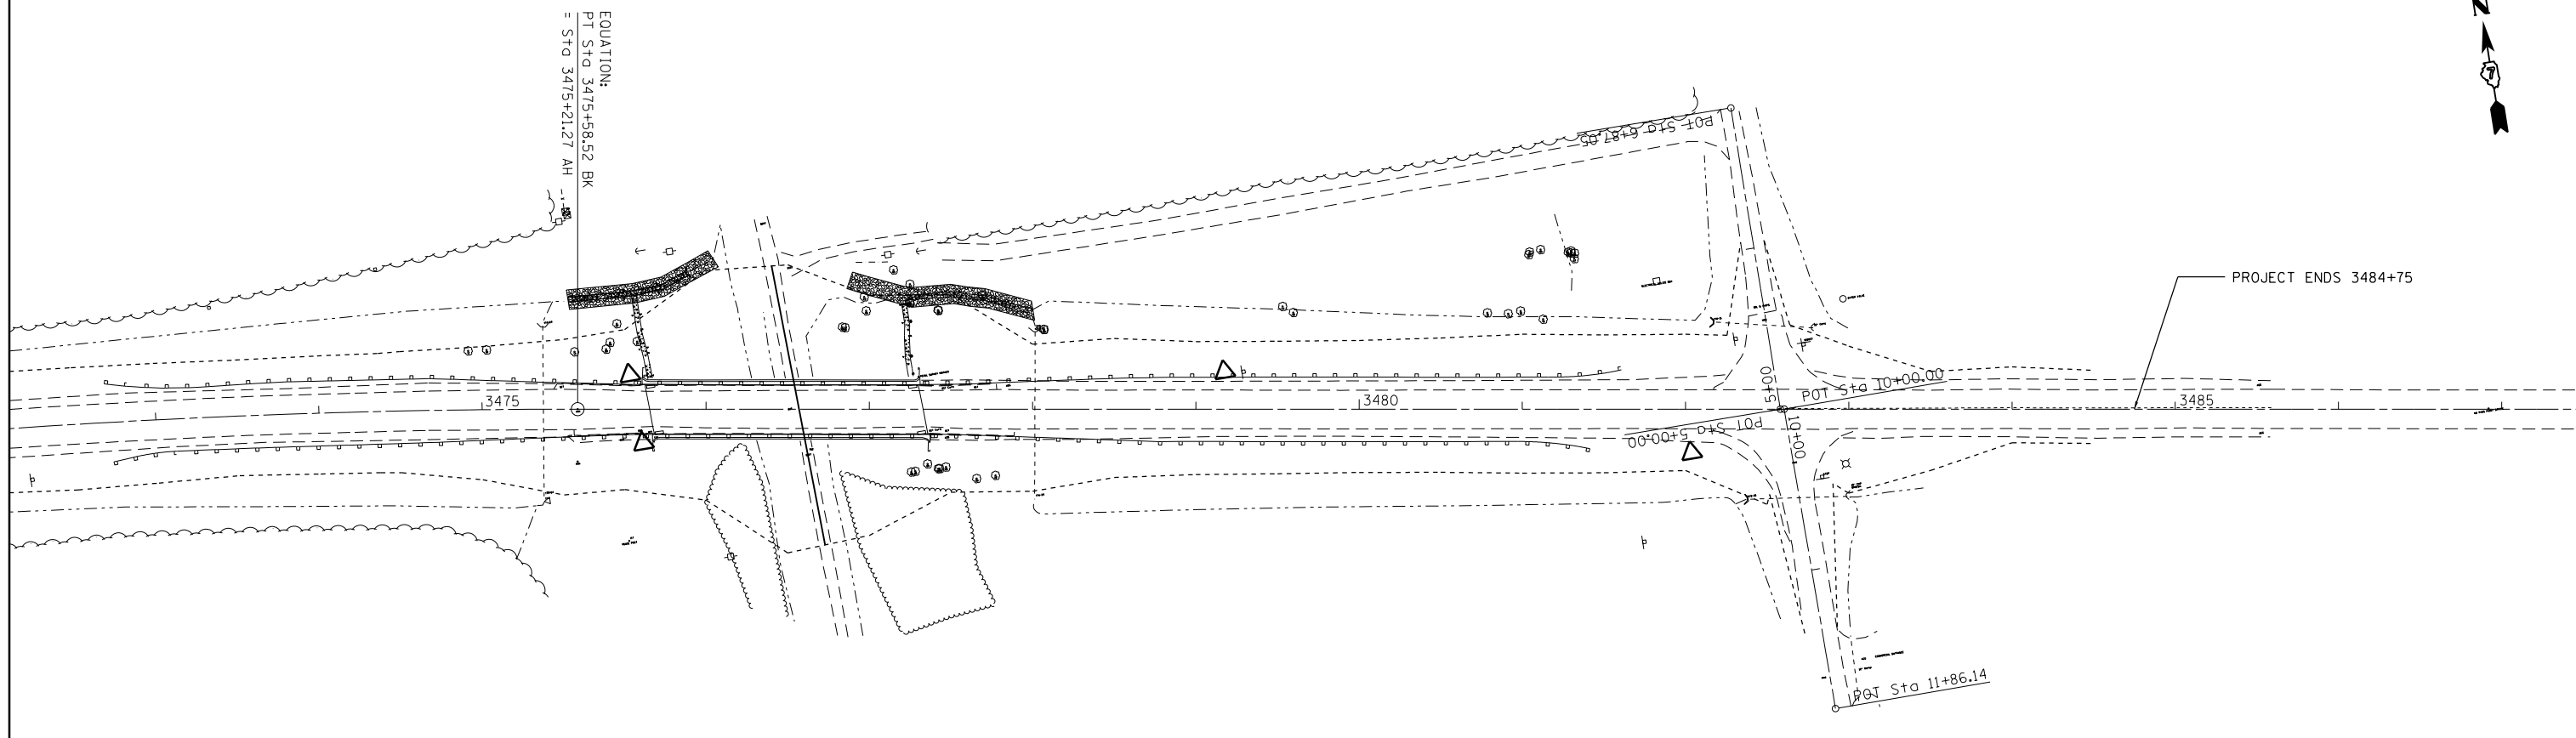 EQUATION:
PT Sta 3475+58.52 BK
= Sta 3475+21.27 AH
N
7
POT Sta 6+87.05
PROJECT ENDS 3484+75
3475
3480
3485
5+00
POT Sta 10+00.00
POT Sta 5+00.00
10+00
POT Sta 11+86.14